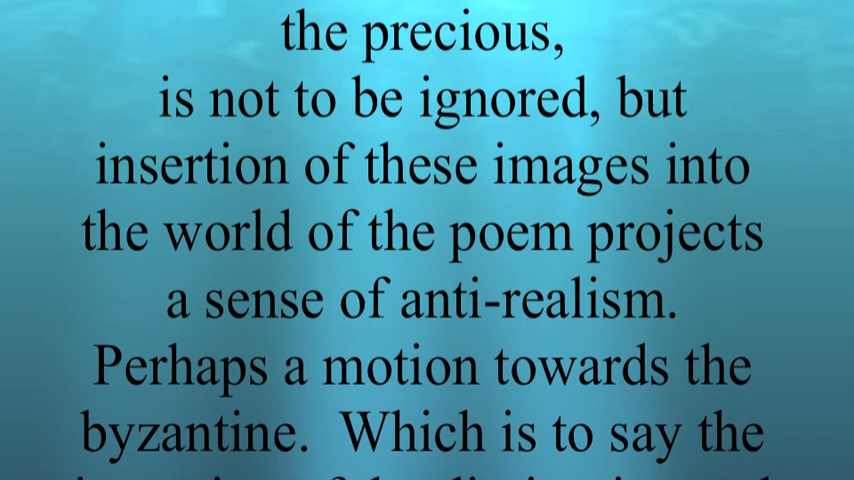 the precious,
is not to be ignored, but
insertion of these images into
the world of the poem projects
a sense of anti-realism.
Perhaps a motion towards the
byzantine.  Which is to say the